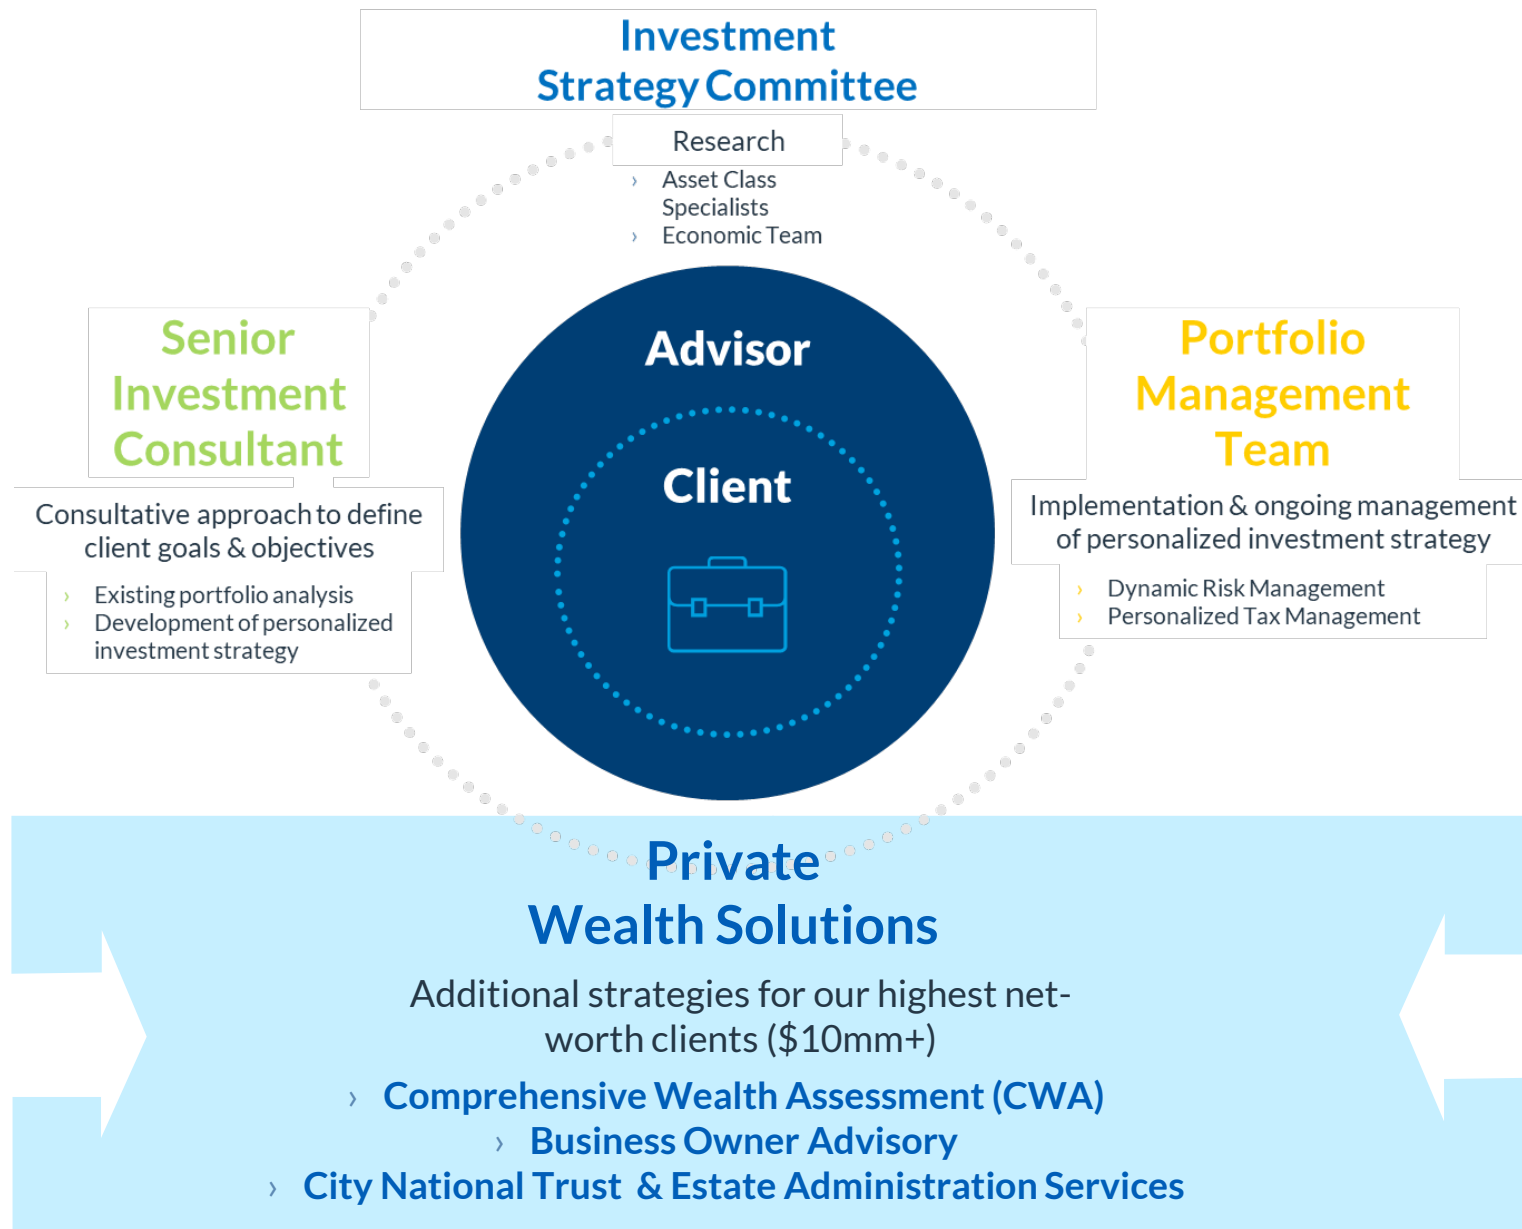 Investment
Strategy Committee
Research
› Asset Class
Specialists
› Economic Team
Senior
Investment
Consultant
Consultative approach to define
client goals & objectives
› Existing portfolio analysis
› Development of personalized
investment strategy
Advisor
Client
Portfolio
Management
Team
Implementation & ongoing management
of personalized investment strategy
› Dynamic Risk Management
› Personalized Tax Management
Private
Wealth Solutions
Additional strategies for our highest net-
worth clients ($10mm+)
› Comprehensive Wealth Assessment (CWA)
› Business Owner Advisory
› City National Trust & Estate Administration Services